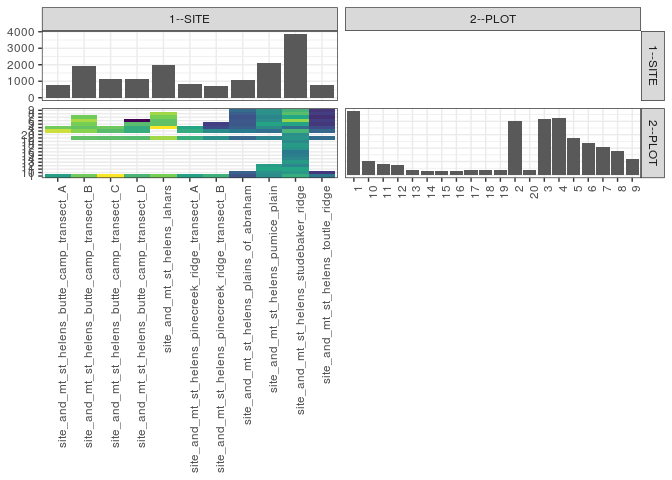 1--SITE
2--PLOT
4000
3000
2000
1000
0
1--SITE
2--PLOT
site_and_mt_st_helens_butte_camp_transect_A
site_and_mt_st_helens_butte_camp_transect_B
site_and_mt_st_helens_butte_camp_transect_C
site_and_mt_st_helens_butte_camp_transect_D
site_and_mt_st_helens_lahars
site_and_mt_st_helens_pinecreek_ridge_transect_A
site_and_mt_st_helens_pinecreek_ridge_transect_B
site_and_mt_st_helens_plains_of_abraham
site_and_mt_st_helens_pumice_plain
site_and_mt_st_helens_studebaker_ridge
site_and_mt_st_helens_toutle_ridge
1
10
11
12
13
14
15
16
17
18
19
2
20
3
4
5
6
7
8
9